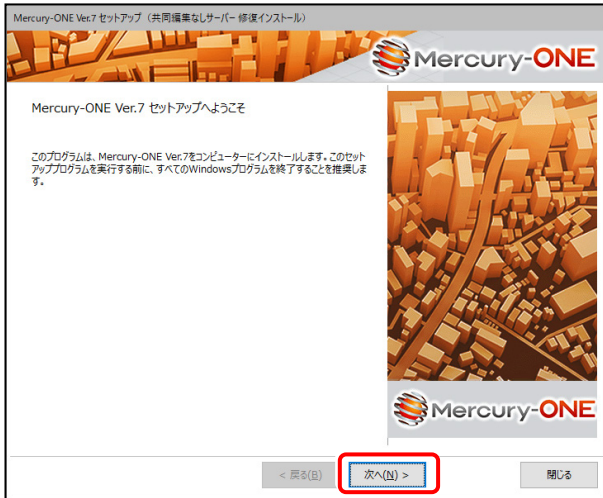 Mercury-ONE Ver.7 セットアップ（共同編集なしサーバー 修復インストール）
Mercury-ONE
Mercury-ONE Ver.7 セットアップへようこそ
このプログラムは、Mercury-ONE Ver.7をコンピューターにインストールします。このセット
アッププログラムを実行する前に、すべてのWindowsプログラムを終了することを推奨しま
す。
Mercury-ONE
< 戻る(B)
次へ(N) >
閉じる